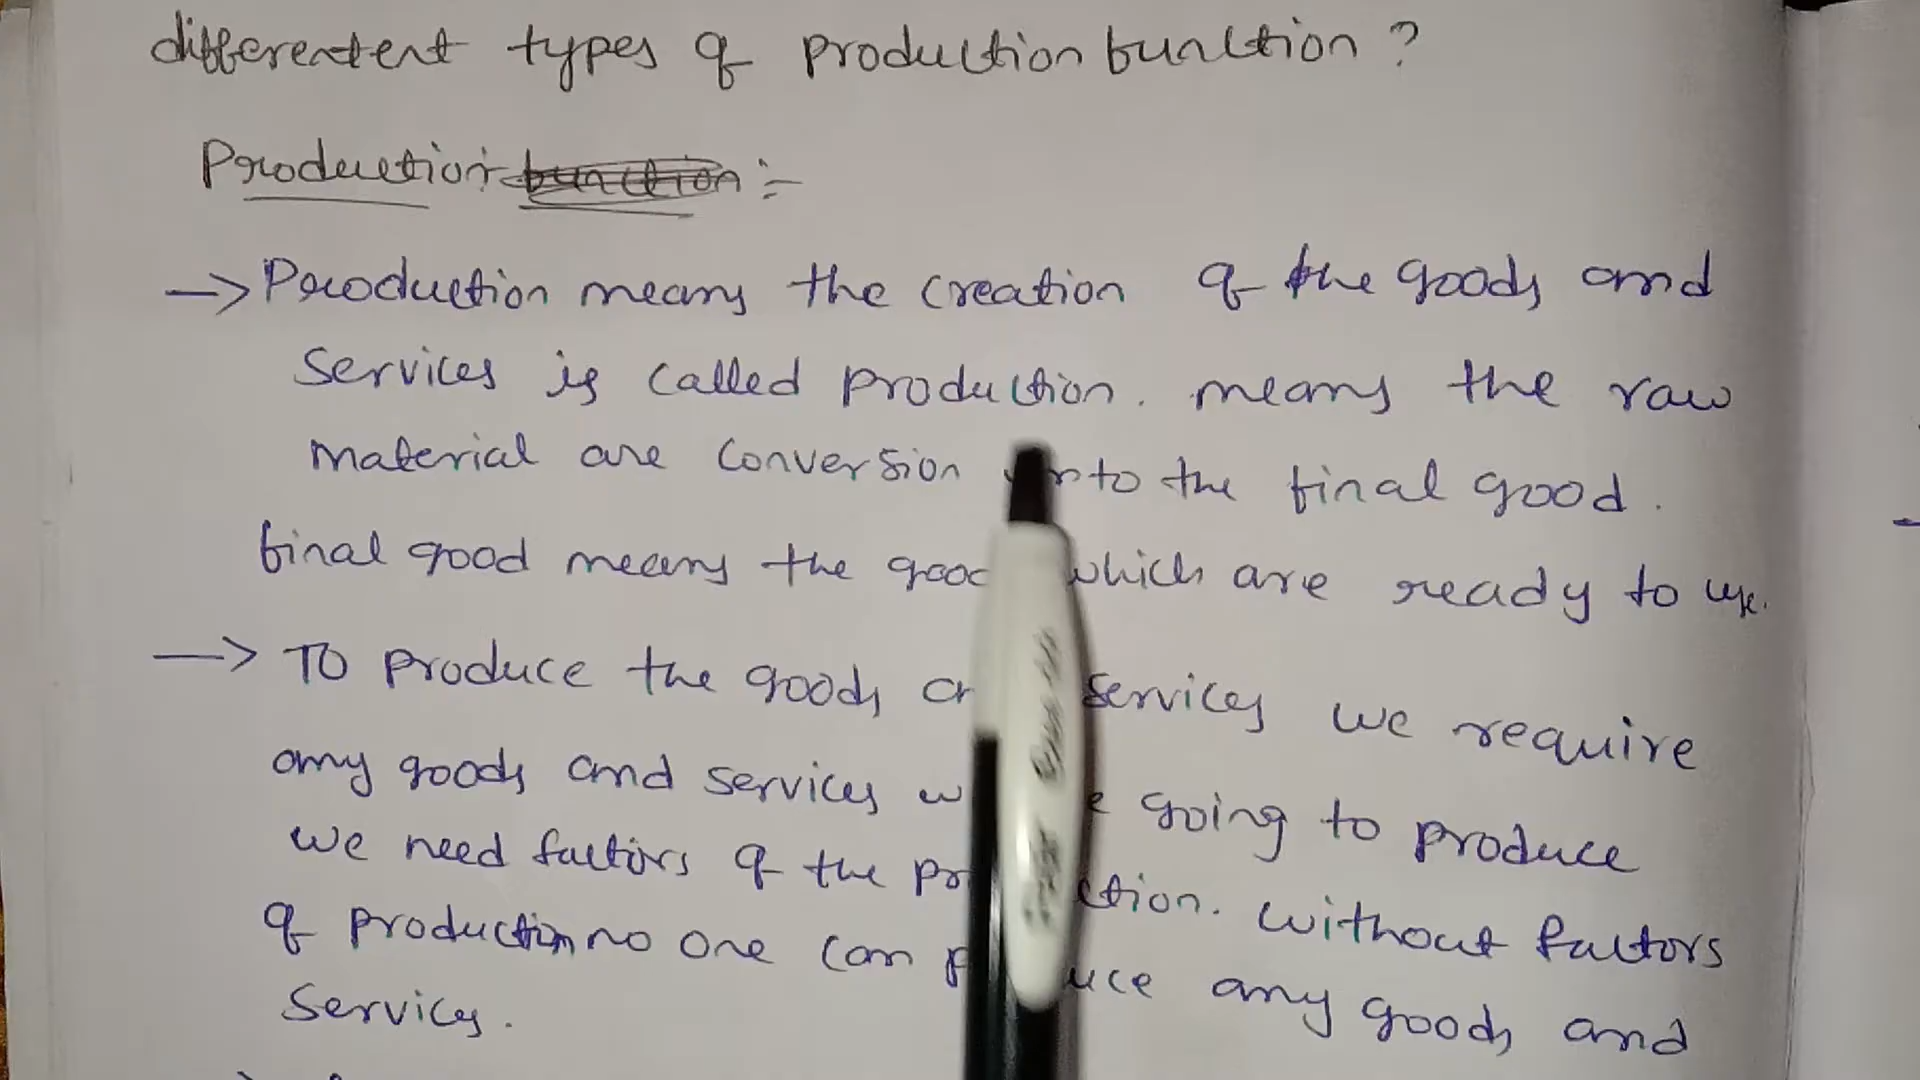 differentent types of production function?
Production function :-
→ Production means the creation of the goods and
services is called production. means the raw
material are conversion into the final good.
final good means the good which are ready to use.
→ To produce the goods and services we require
any goods and services we going to produce
we need factors of the production. without factors
of production no one can produce any goods and
services.